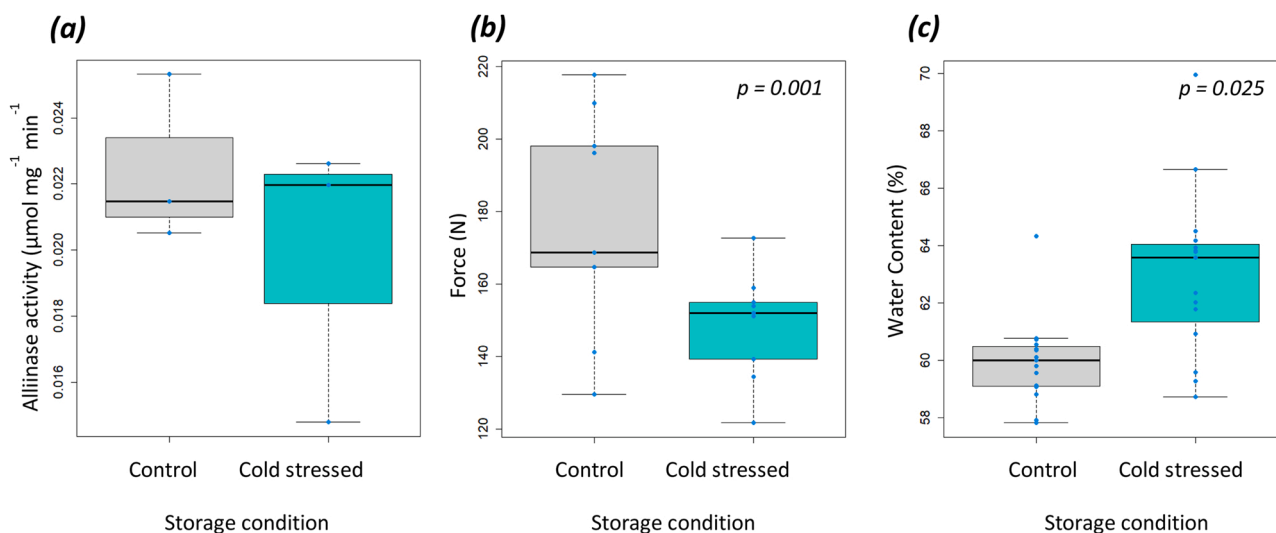 (a)
Alliinase activity (µmol mg⁻¹ min⁻¹)
0.024
0.022
0.020
0.018
0.016
Control
Cold stressed
Storage condition
(b)
p = 0.001
Force (N)
220
200
180
160
140
120
Control
Cold stressed
Storage condition
(c)
p = 0.025
Water Content (%)
70
68
66
64
62
60
58
Control
Cold stressed
Storage condition